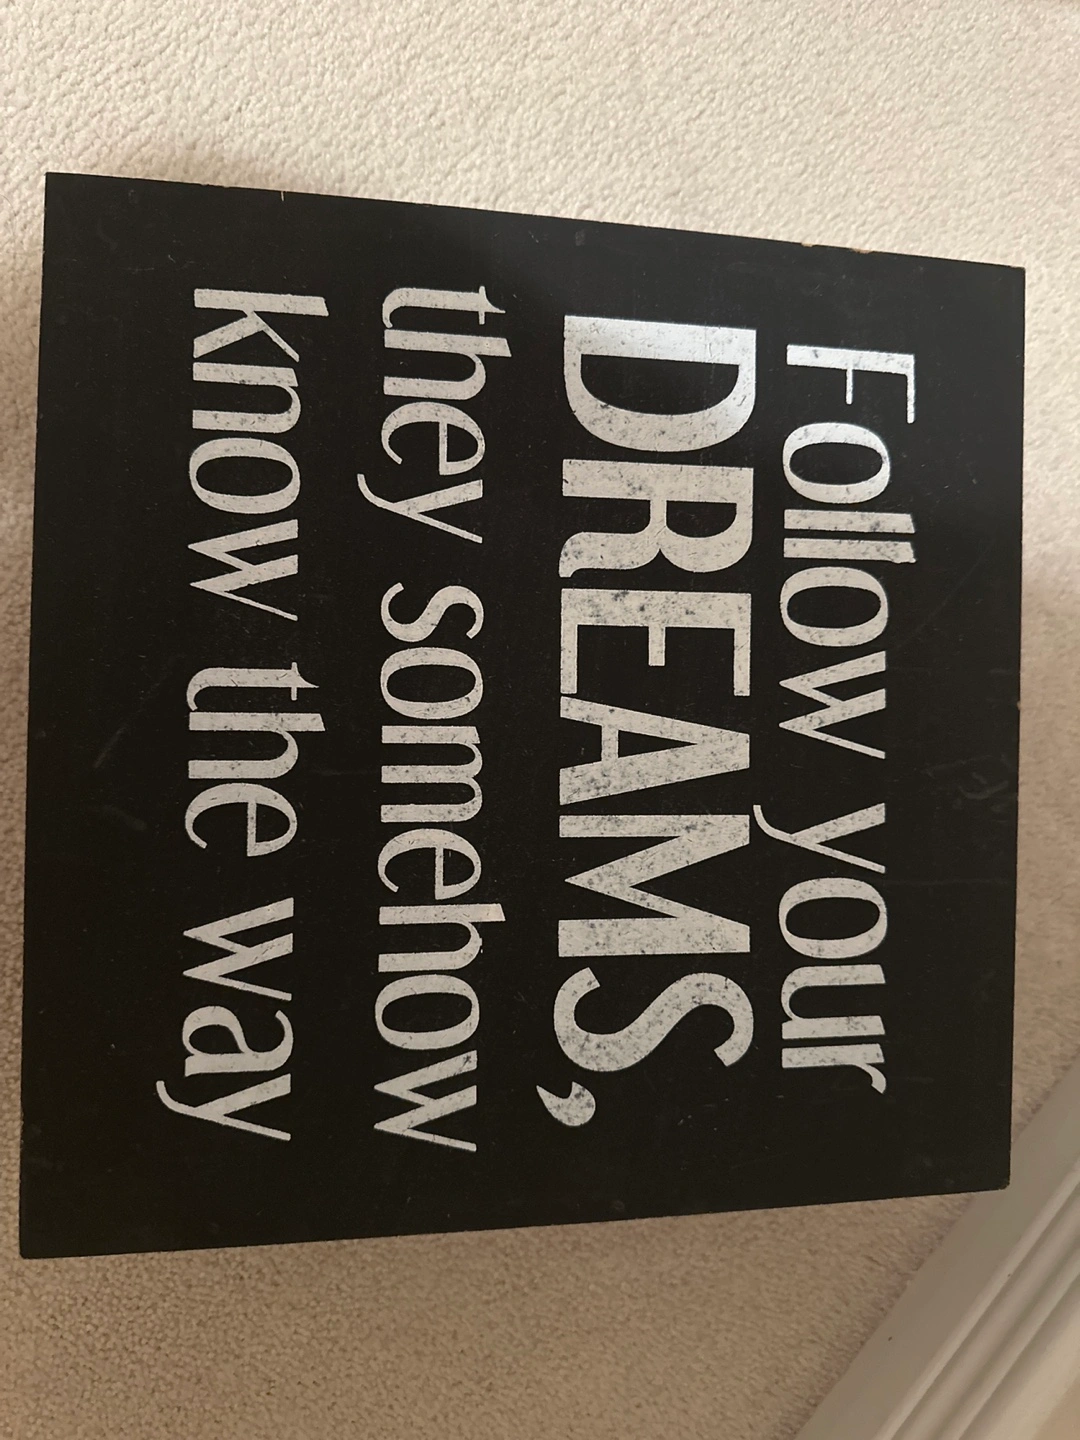 Follow your
DREAMS,
they somehow
know the way